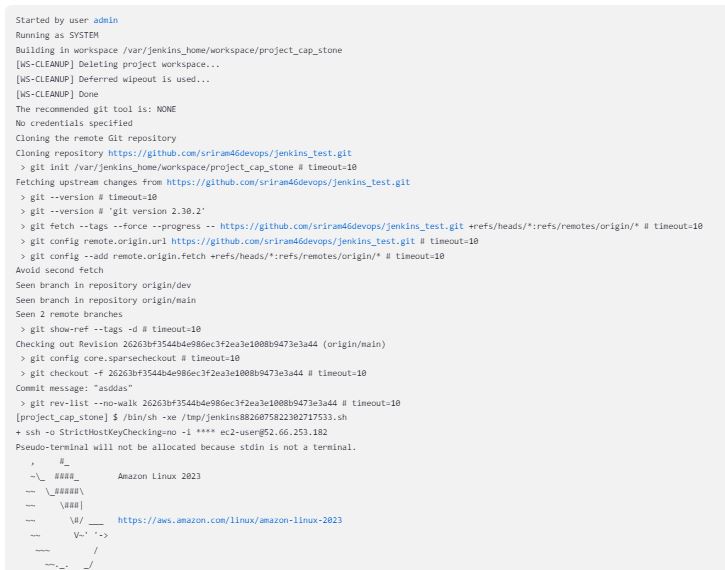 Started by user admin
Running as SYSTEM
Building in workspace /var/jenkins_home/workspace/project_cap_stone
[WS-CLEANUP] Deleting project workspace...
[WS-CLEANUP] Deferred wipeout is used...
[WS-CLEANUP] Done
The recommended git tool is: NONE
No credentials specified
Cloning the remote Git repository
Cloning repository https://github.com/sriram46devops/jenkins_test.git
 > git init /var/jenkins_home/workspace/project_cap_stone # timeout=10
Fetching upstream changes from https://github.com/sriram46devops/jenkins_test.git
 > git --version # timeout=10
 > git --version # 'git version 2.30.2'
 > git fetch --tags --force --progress -- https://github.com/sriram46devops/jenkins_test.git +refs/heads/*:refs/remotes/origin/* # timeout=10
 > git config remote.origin.url https://github.com/sriram46devops/jenkins_test.git # timeout=10
 > git config --add remote.origin.fetch +refs/heads/*:refs/remotes/origin/* # timeout=10
Avoid second fetch
Seen branch in repository origin/dev
Seen branch in repository origin/main
Seen 2 remote branches
 > git show-ref --tags -d # timeout=10
Checking out Revision 26263bf3544b4e986ec3f2ea3e1008b9473e3a44 (origin/main)
 > git config core.sparsecheckout # timeout=10
 > git checkout -f 26263bf3544b4e986ec3f2ea3e1008b9473e3a44 # timeout=10
Commit message: "asddas"
 > git rev-list --no-walk 26263bf3544b4e986ec3f2ea3e1008b9473e3a44 # timeout=10
[project_cap_stone] $ /bin/sh -xe /tmp/jenkins8826075822302717533.sh
+ ssh -o StrictHostKeyChecking=no -i **** ec2-user@52.66.253.182
Pseudo-terminal will not be allocated because stdin is not a terminal.
   ,     #_
   ~\_  ####_        Amazon Linux 2023
  ~~  \_#####\
  ~~     \###|
  ~~       \#/ ___   https://aws.amazon.com/linux/amazon-linux-2023
   ~~       V~' '->
    ~~~         /
      ~~._.   _/